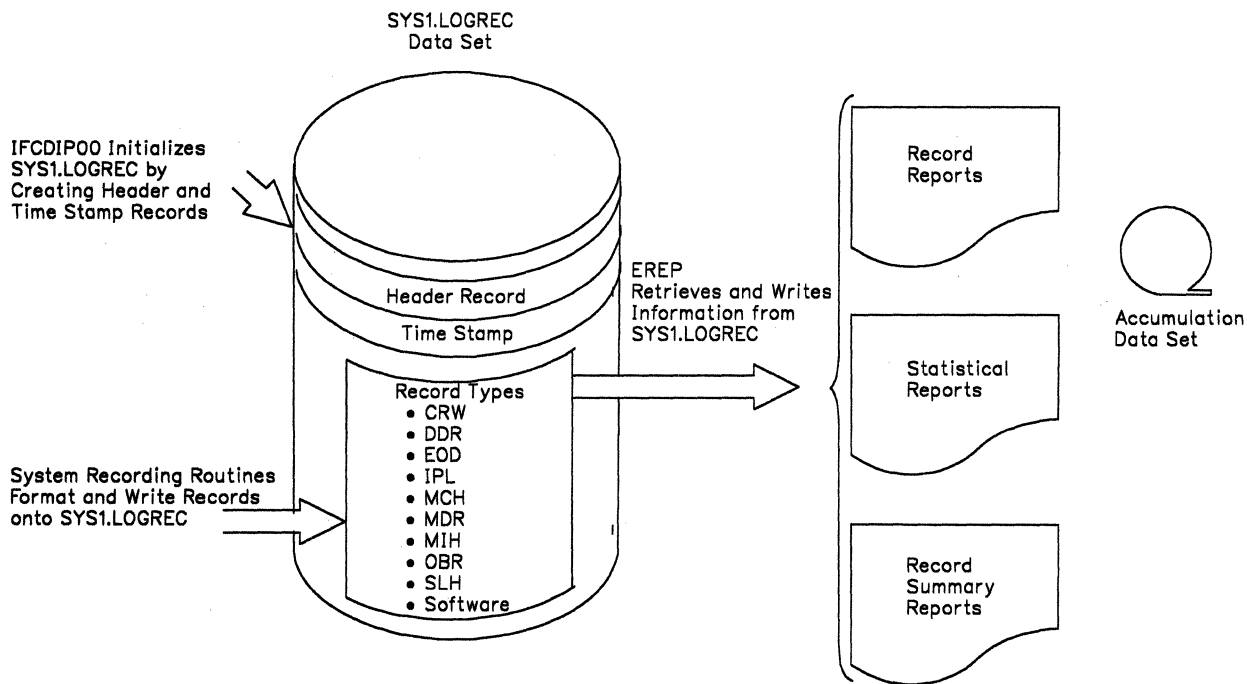 SYS1.LOGREC
Data Set
IFCDIP00 Initializes
SYS1.LOGREC by
Creating Header and
Time Stamp Records
Header Record
Time Stamp
Record Types
• CRW
• DDR
• EOD
• IPL
• MCH
• MDR
• MIH
• OBR
• SLH
• Software
System Recording Routines
Format and Write Records
onto SYS1.LOGREC
EREP
Retrieves and Writes
Information from
SYS1.LOGREC
Record
Reports
Statistical
Reports
Record
Summary
Reports
Accumulation
Data Set